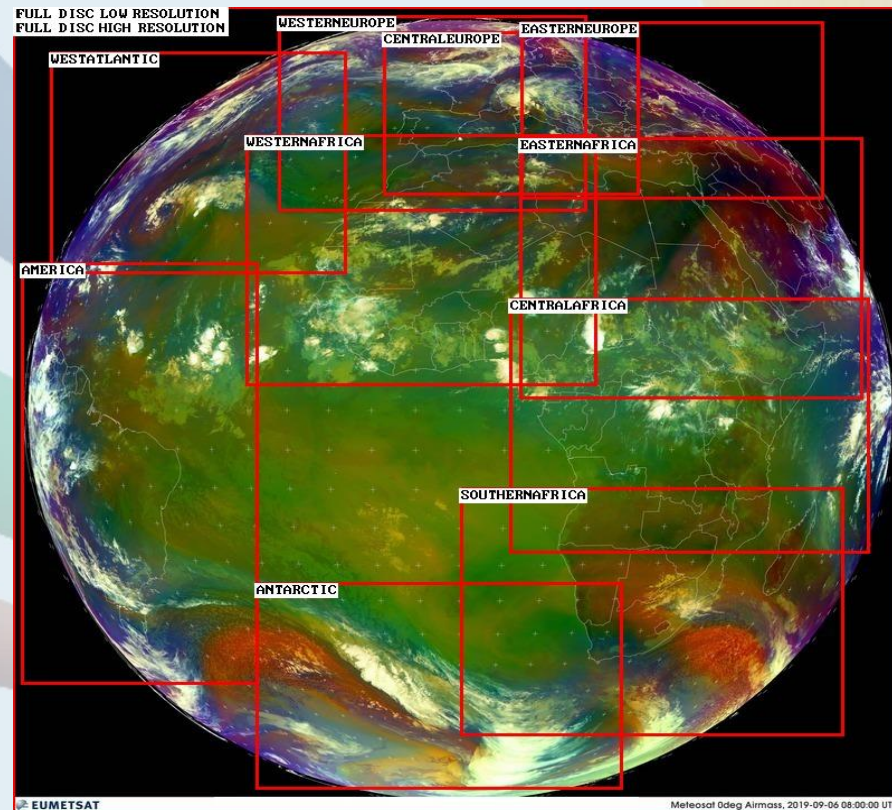 FULL DISC LOW RESOLUTION
FULL DISC HIGH RESOLUTION
WESTERNEUROPE
EASTERNEUROPE
CENTRALEUROPE
WESTATLANTIC
WESTERNAFRICA
EASTERNAFRICA
AMERICA
CENTRALAFRICA
SOUTHERNAFRICA
ANTARCTIC
EUMETSAT
Meteosat 0deg Airmass, 2019-09-06 08:00:00 UT